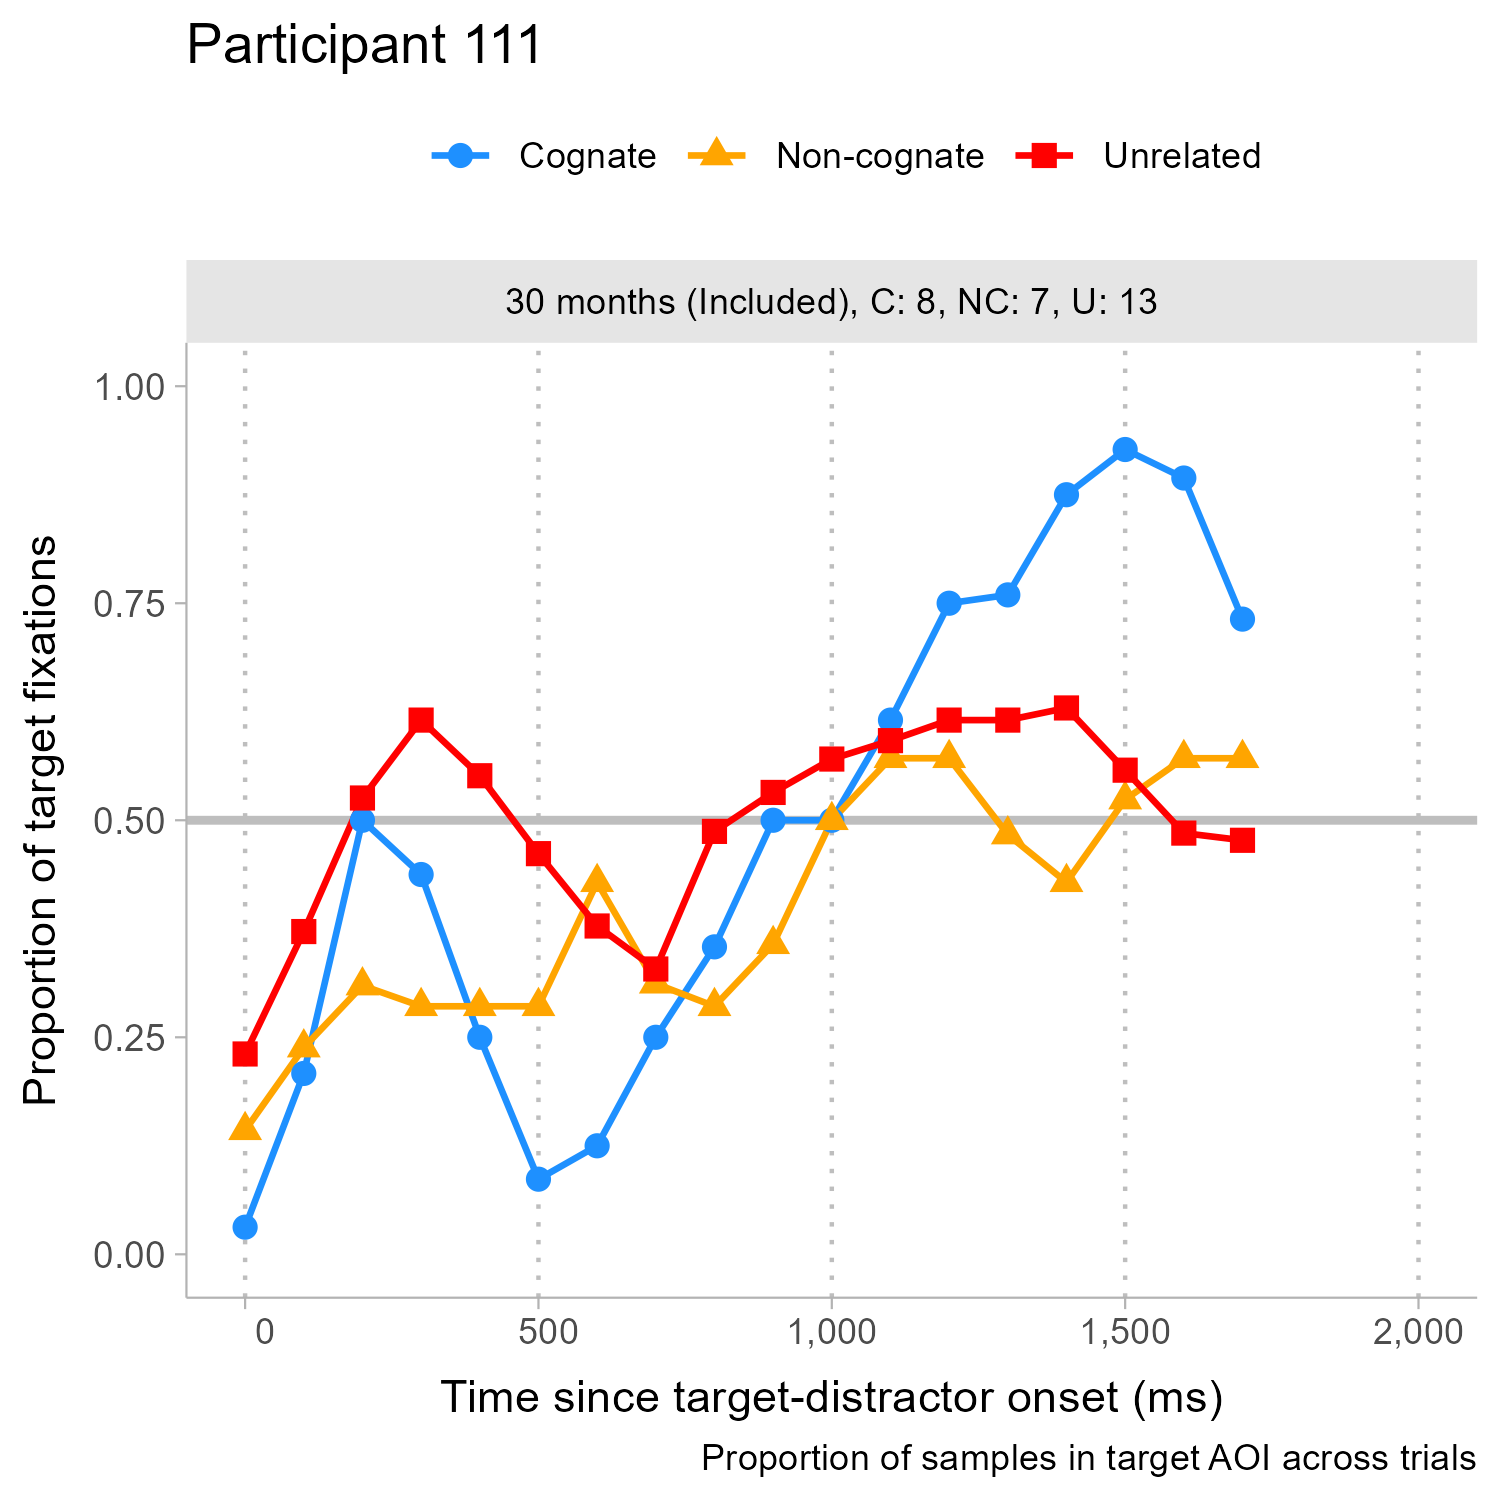 Participant 111
Cognate Non-cognate Unrelated
30 months (Included), C: 8, NC: 7, U: 13
1.00
0.75
0.50
0.25
0.00
Proportion of target fixations
0 500 1,000 1,500 2,000
Time since target-distractor onset (ms)
Proportion of samples in target AOI across trials